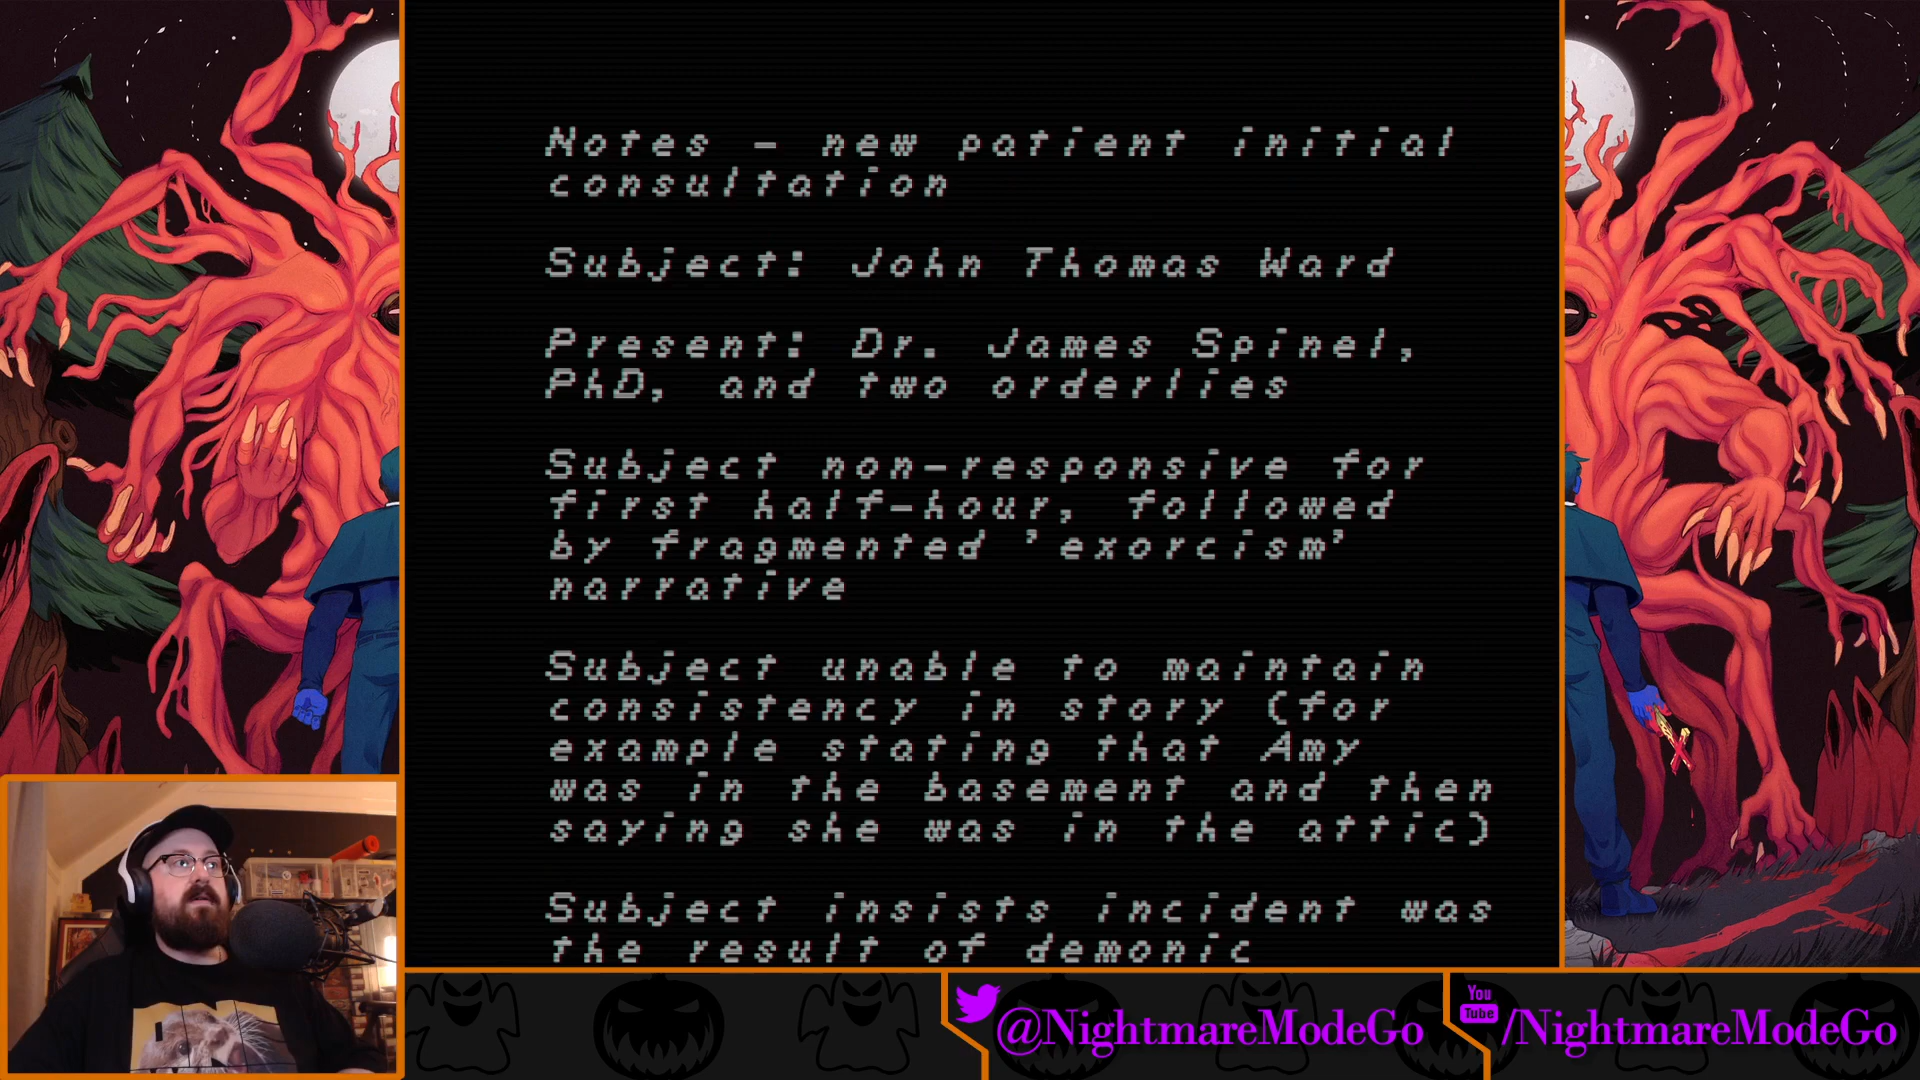 Notes - new patient initial
consultation
Subject: John Thomas Ward
Present: Dr. James Spinel,
PhD, and two orderlies
Subject non-responsive for
first half-hour, followed
by fragmented 'exorcism'
narrative
Subject unable to maintain
consistency in story (for
example stating that Amy
was in the basement and then
saying she was in the attic)
Subject insists incident was
the result of demonic
@NightmareModeGo
You
Tube
/NightmareModeGo